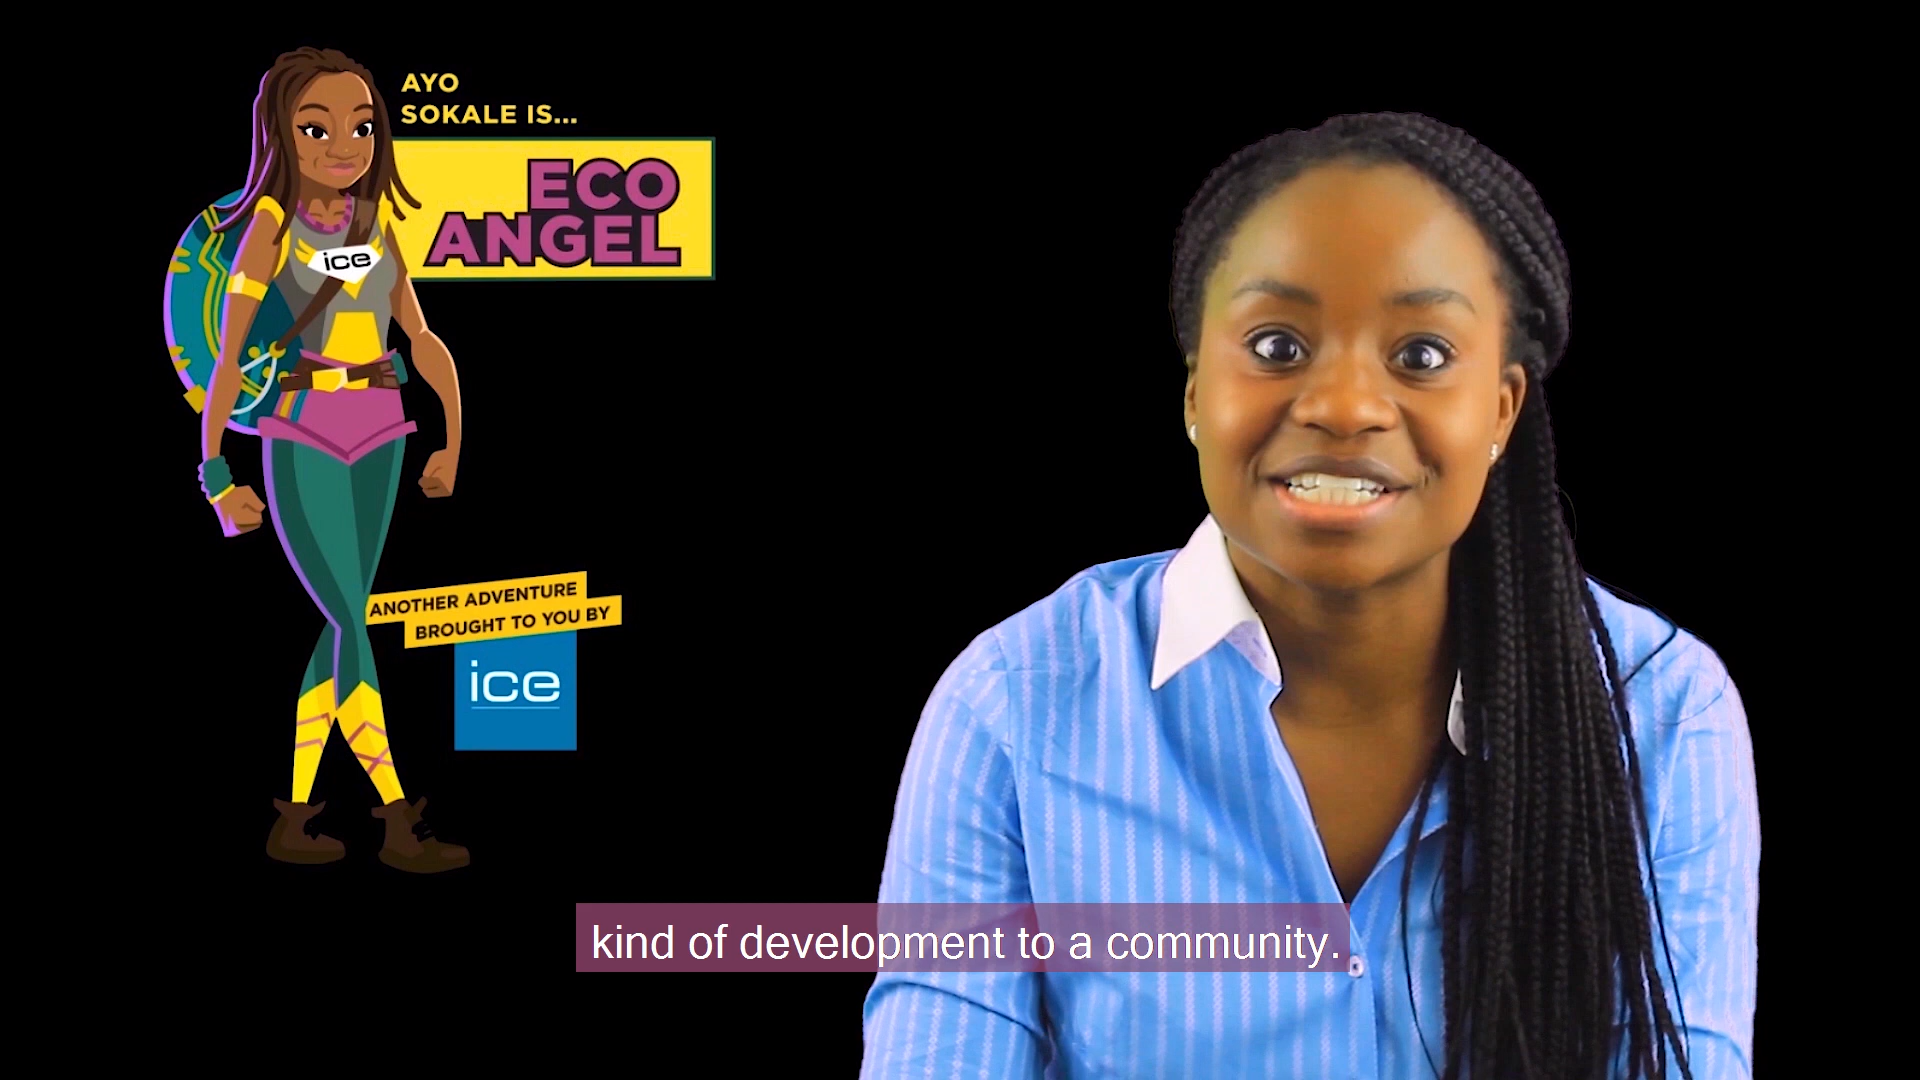 AYO
SOKALE IS...
ECO
ANGEL
ice
ANOTHER ADVENTURE
BROUGHT TO YOU BY
ice
kind of development to a community.